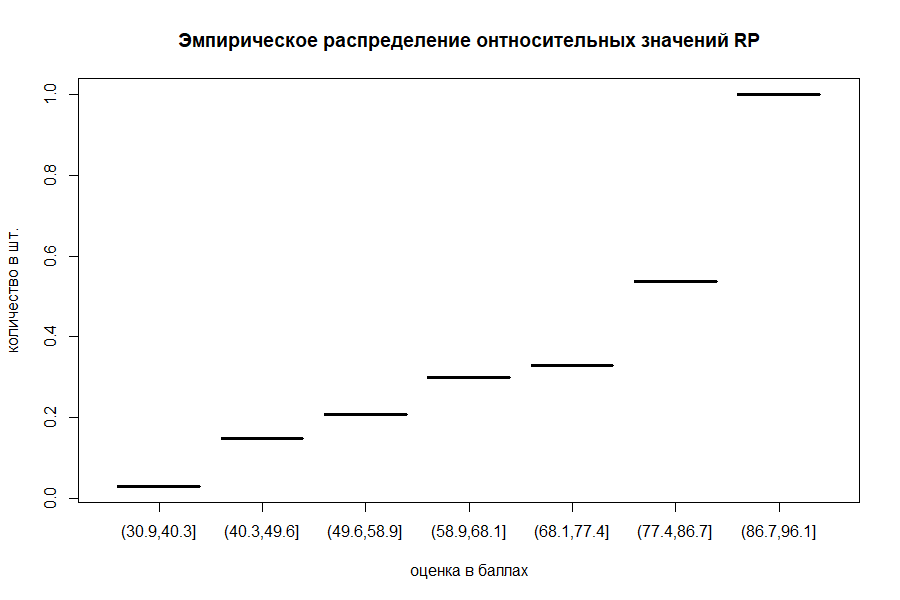 Эмпирическое распределение онтносительных значений RP
количество в шт.
1.0
0.8
0.6
0.4
0.2
0.0
(30.9,40.3] (40.3,49.6] (49.6,58.9] (58.9,68.1] (68.1,77.4] (77.4,86.7] (86.7,96.1]
оценка в баллах